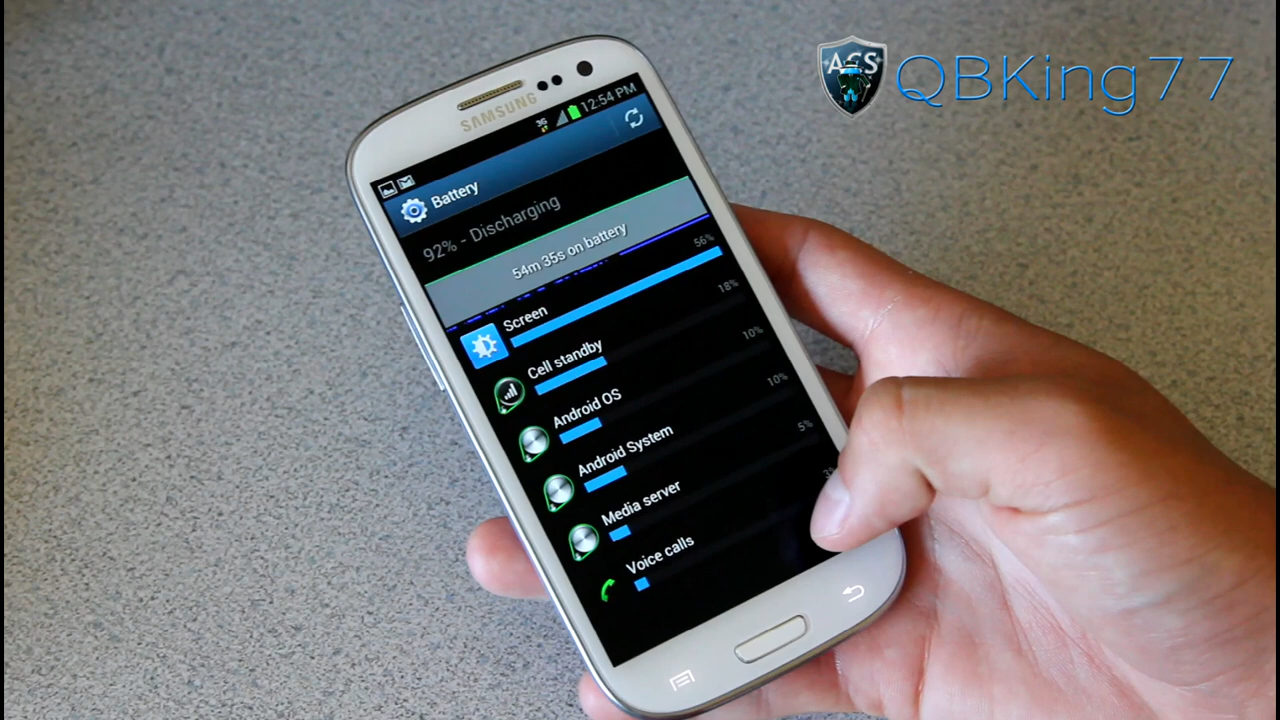 ACS QBKing77
SAMSUNG
3G 12:54 PM
Battery
92% - Discharging
54m 35s on battery
Screen 56%
Cell standby 18%
Android OS 10%
Android System 10%
Media server 5%
Voice calls